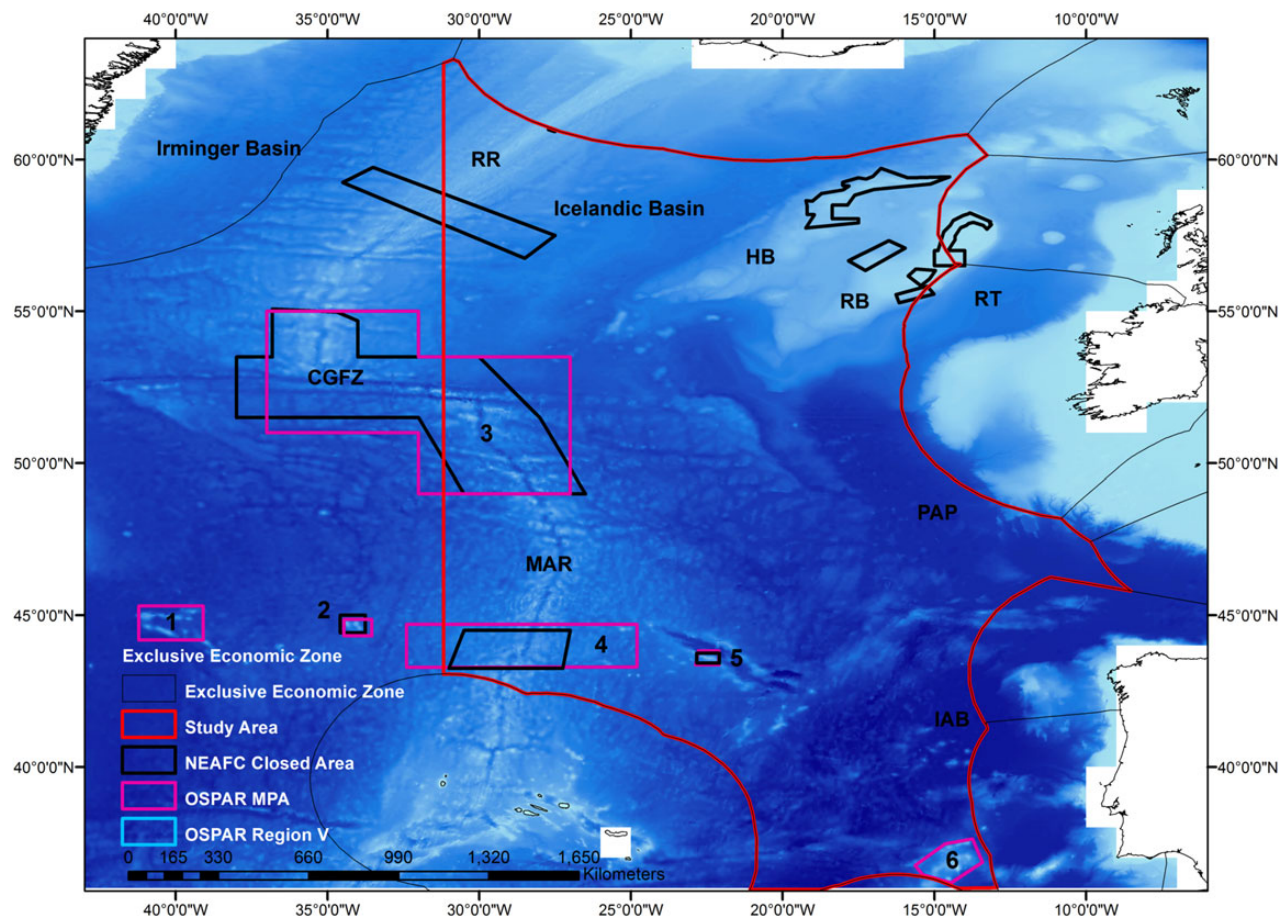 40°0'0"W 35°0'0"W 30°0'0"W 25°0'0"W 20°0'0"W 15°0'0"W 10°0'0"W
60°0'0"N 60°0'0"N
Irminger Basin
RR
Icelandic Basin
HB
RB
RT
55°0'0"N 55°0'0"N
CGFZ
3
50°0'0"N 50°0'0"N
PAP
MAR
45°0'0"N 45°0'0"N
1
2
4
5
Exclusive Economic Zone
Exclusive Economic Zone
Study Area
IAB
NEAFC Closed Area
40°0'0"N 40°0'0"N
OSPAR MPA
OSPAR Region V
6
0 165 330 660 990 1,320 1,650
Kilometers
40°0'0"W 35°0'0"W 30°0'0"W 25°0'0"W 20°0'0"W 15°0'0"W 10°0'0"W